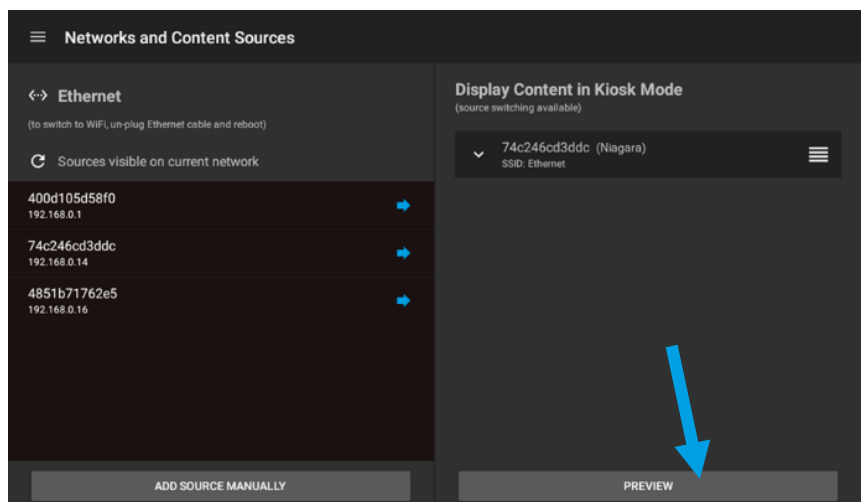 Networks and Content Sources
Ethernet
(to switch to WiFi, un-plug Ethernet cable and reboot)
Sources visible on current network
400d105d58f0
192.168.0.1
74c246cd3ddc
192.168.0.14
4851b71762e5
192.168.0.16
ADD SOURCE MANUALLY
Display Content in Kiosk Mode
(source switching available)
74c246cd3ddc (Niagara)
SSID: Ethernet
PREVIEW